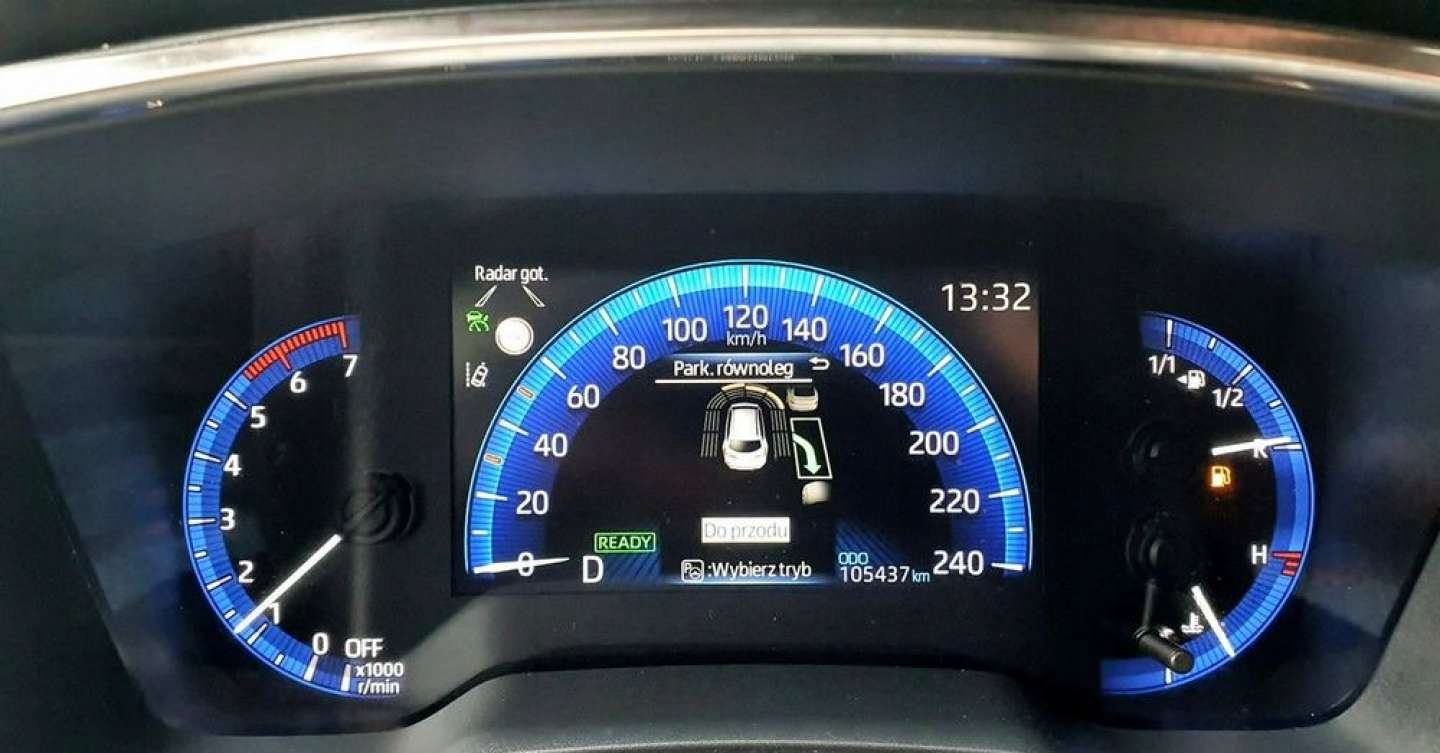 Radar got.
13:32
7
6
5
4
3
2
1
0
OFF
x1000
r/min
0
20
40
60
80
100
120
140
160
180
200
220
240
km/h
Park. równoleg
Do przodu
READY
D
:Wybierz tryb
ODO
105437 km
1/1
1/2
R
H